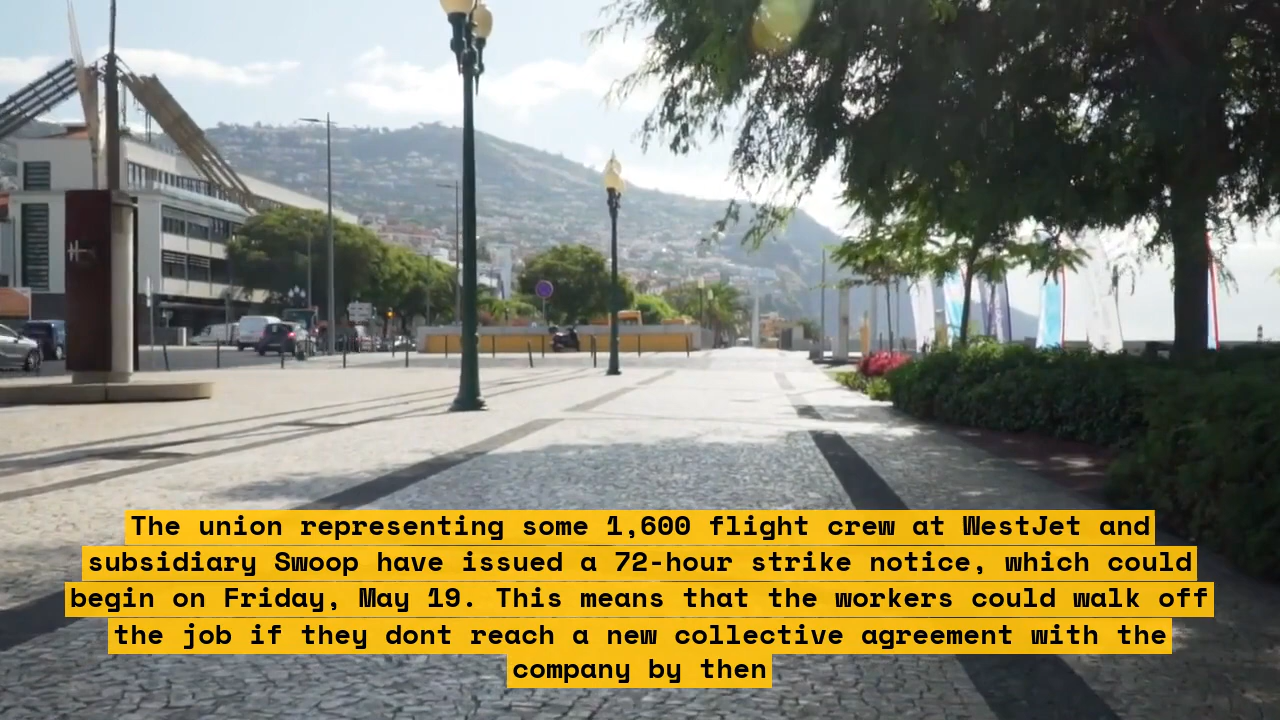 The union representing some 1,600 flight crew at WestJet and
subsidiary Swoop have issued a 72-hour strike notice, which could
begin on Friday, May 19. This means that the workers could walk off
the job if they dont reach a new collective agreement with the
company by then